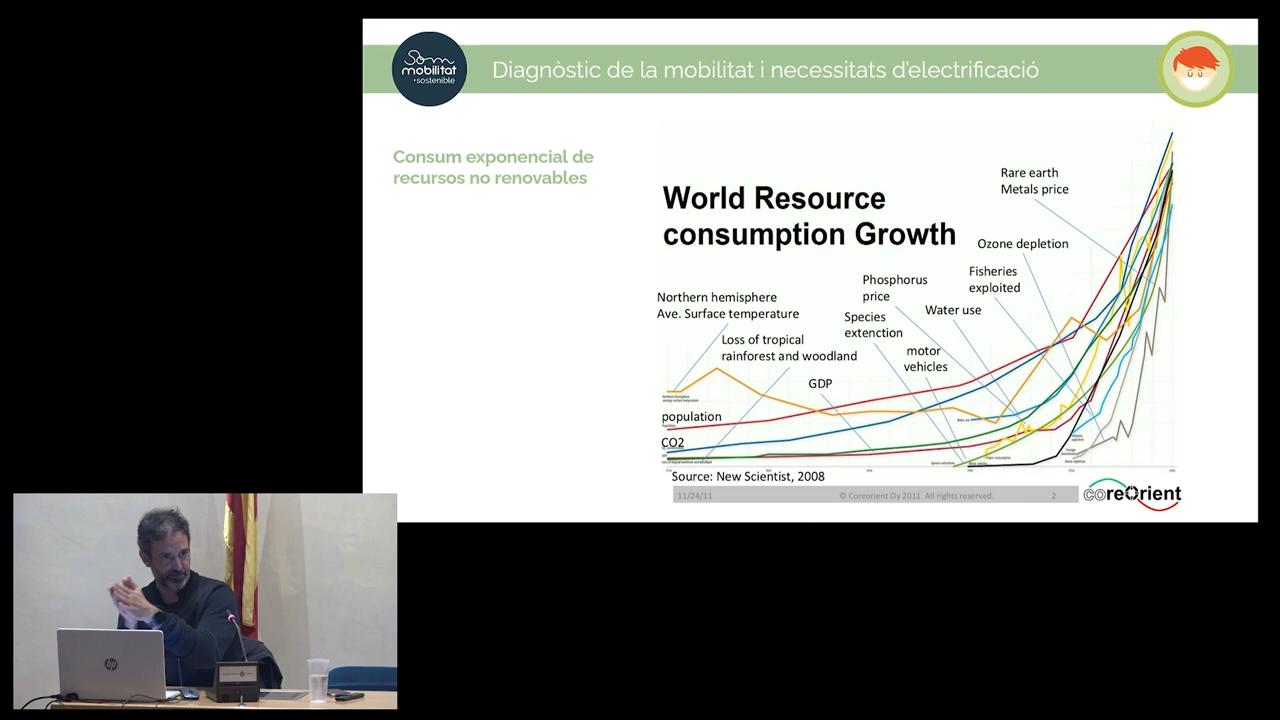 Som
mobilitat
+sostenible
Diagnòstic de la mobilitat i necessitats d'electrificació
Consum exponencial de
recursos no renovables
World Resource
consumption Growth
Rare earth
Metals price
Ozone depletion
Fisheries
exploited
Phosphorus
price
Water use
Species
extenction
motor
vehicles
Northern hemisphere
Ave. Surface temperature
Loss of tropical
rainforest and woodland
GDP
population
CO2
Source: New Scientist, 2008
11/24/11
© Coreorient Oy 2011. All rights reserved.
2
coreorient
hp